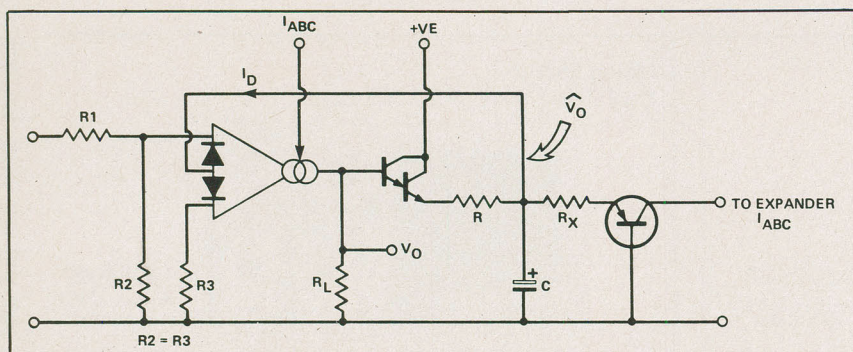 I_ABC
+VE
I_D
R1
v̂_O
R
R_X
TO EXPANDER
I_ABC
V_O
R2
R3
R_L
+
C
R2 = R3